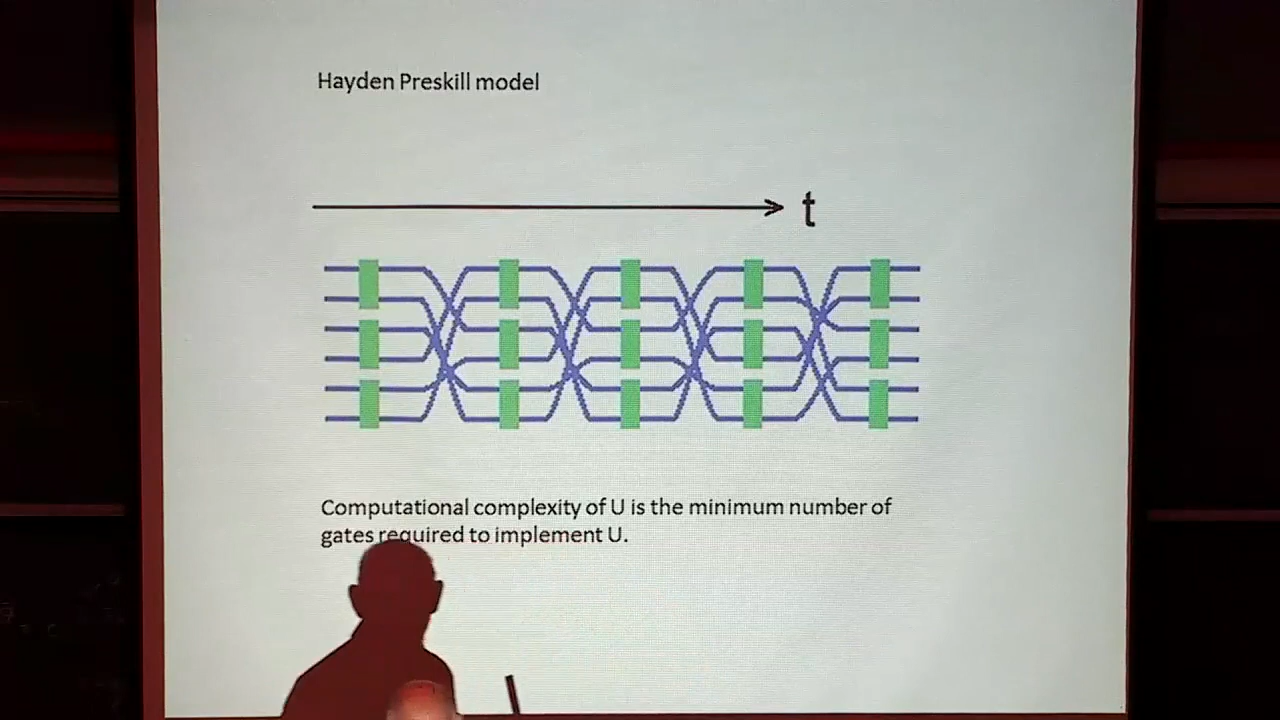 Hayden Preskill model
t
Computational complexity of U is the minimum number of
gates required to implement U.